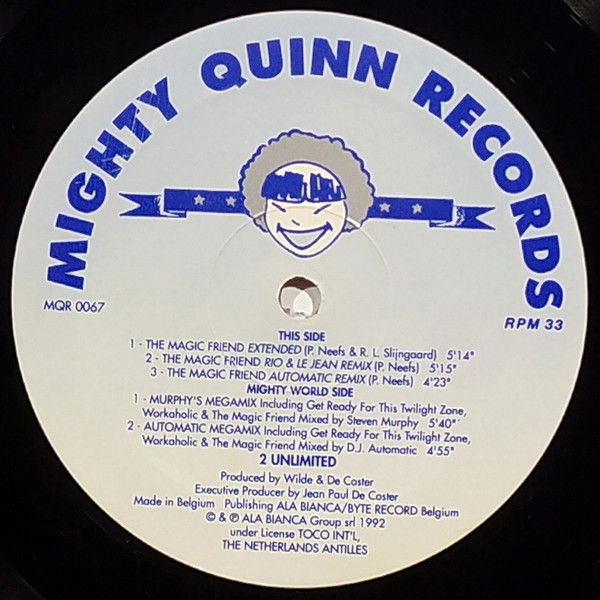 MIGHTY QUINN RECORDS
MQR 0067
RPM 33
THIS SIDE
1 - THE MAGIC FRIEND EXTENDED (P. Neefs & R. L. Slijngaard) 5'14"
2 - THE MAGIC FRIEND RIO & LE JEAN REMIX (P. Neefs) 5'15"
3 - THE MAGIC FRIEND AUTOMATIC REMIX (P. Neefs) 4'23"
MIGHTY WORLD SIDE
1 - MURPHY'S MEGAMIX Including Get Ready For This Twilight Zone,
Workaholic & The Magic Friend Mixed by Steven Murphy 5'40"
2 - AUTOMATIC MEGAMIX Including Get Ready For This Twilight Zone,
Workaholic & The Magic Friend Mixed by D.J. Automatic 4'55"
2 UNLIMITED
Produced by Wilde & De Coster
Executive Producer by Jean Paul De Coster
Made in Belgium Publishing ALA BIANCA/BYTE RECORD Belgium
© & ℗ ALA BIANCA Group srl 1992
under License TOCO INT'L,
THE NETHERLANDS ANTILLES